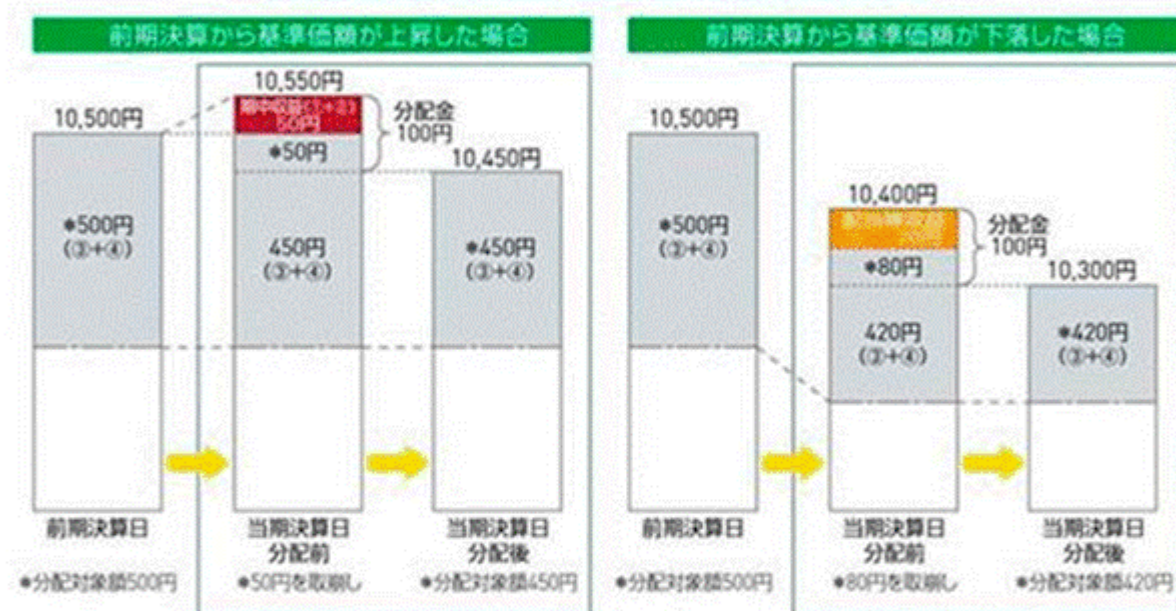 前期決算から基準価額が上昇した場合
10,500円
*500円
(③+④)
前期決算日
*分配対象額500円
10,550円
期中収益(①+②)
50円
*50円
分配金
100円
450円
(③+④)
当期決算日
分配前
*50円を取崩し
10,450円
*450円
(③+④)
当期決算日
分配後
*分配対象額450円
前期決算から基準価額が下落した場合
10,500円
*500円
(③+④)
前期決算日
*分配対象額500円
10,400円
*80円
分配金
100円
420円
(③+④)
当期決算日
分配前
*80円を取崩し
10,300円
*420円
(③+④)
当期決算日
分配後
*分配対象額420円